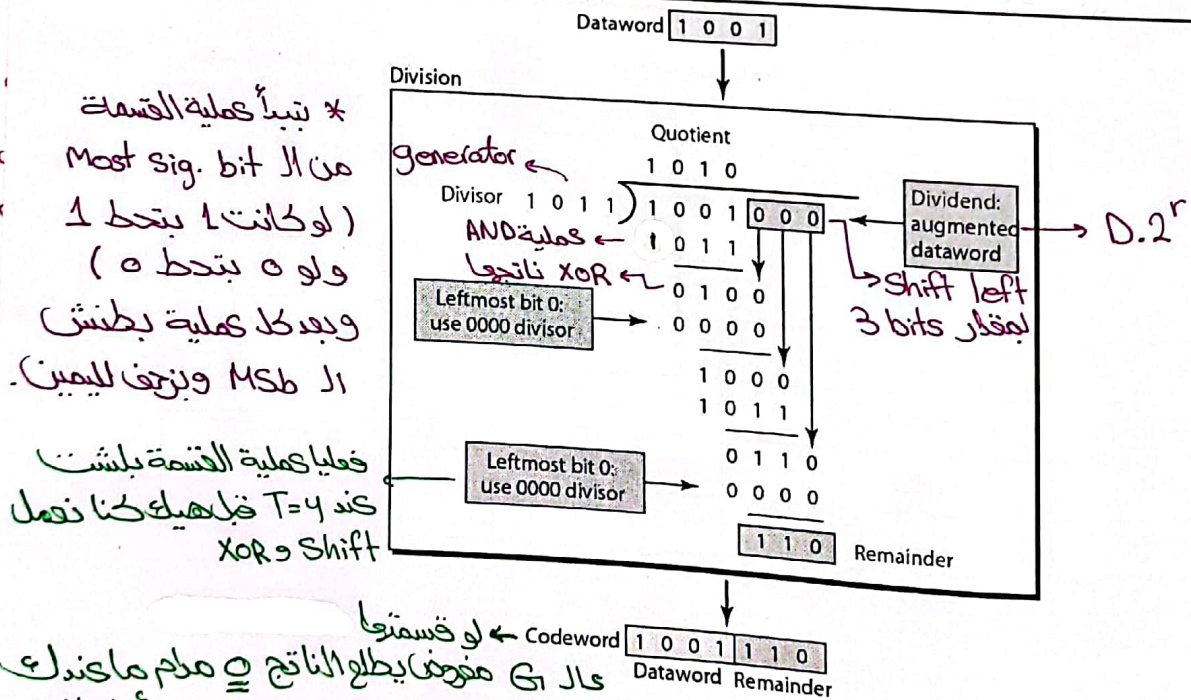 Dataword 1 0 0 1
Division
Quotient
1 0 1 0
generator
Divisor 1 0 1 1 ) 1 0 0 1 0 0 0
Dividend:
augmented
dataword
D.2^r
عملية AND
1 0 1 1
Shift left
3 bits بمقدار
XOR ناتجها
0 1 0 0
Leftmost bit 0:
use 0000 divisor
0 0 0 0
1 0 0 0
1 0 1 1
0 1 1 0
Leftmost bit 0:
use 0000 divisor
0 0 0 0
1 1 0 Remainder
Codeword 1 0 0 1 1 1 0
Dataword Remainder
* تبدأ عملية القسمة
من ال Most sig. bit
( لو كانت 1 بتحط 1
ولو 0 بتحط 0 )
وبعد كل عملية بطنش
ال MSb وبزحف لليمين.
فعليا عملية القسمة بلشت
عند T=4 قبل هيك كنا نعمل
Shift و XOR
لو قسمتها
عال G مفروض يطلع الناتج 0 مدام ما عندك